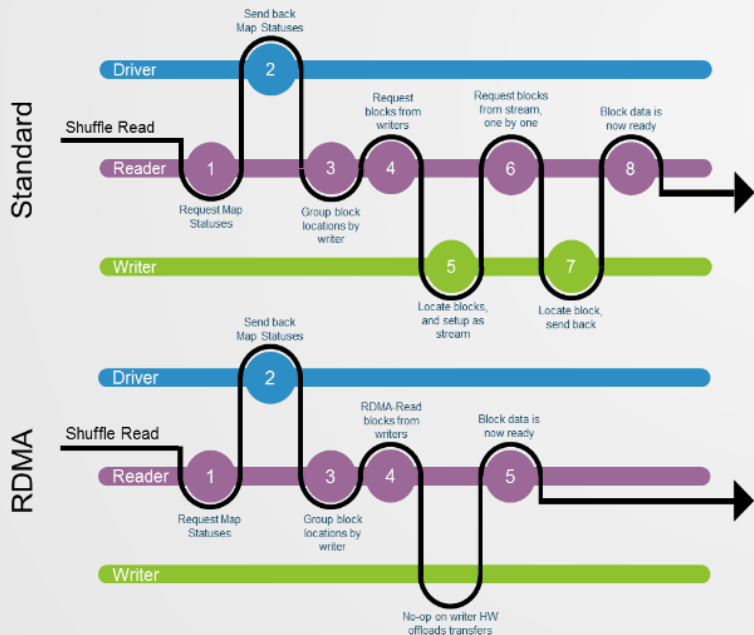 Standard
Send back
Map Statuses
Driver
2
Shuffle Read
Request
blocks from
writers
Request blocks
from stream,
one by one
Block data is
now ready
Reader
1
3
4
6
8
Request Map
Statuses
Group block
locations by
writer
Writer
5
7
Locate blocks,
and setup as
stream
Locate block,
send back
RDMA
Send back
Map Statuses
Driver
2
Shuffle Read
RDMA-Read
blocks from
writers
Block data is
now ready
Reader
1
3
4
5
Request Map
Statuses
Group block
locations by
writer
Writer
No-op on writer HW
offloads transfers